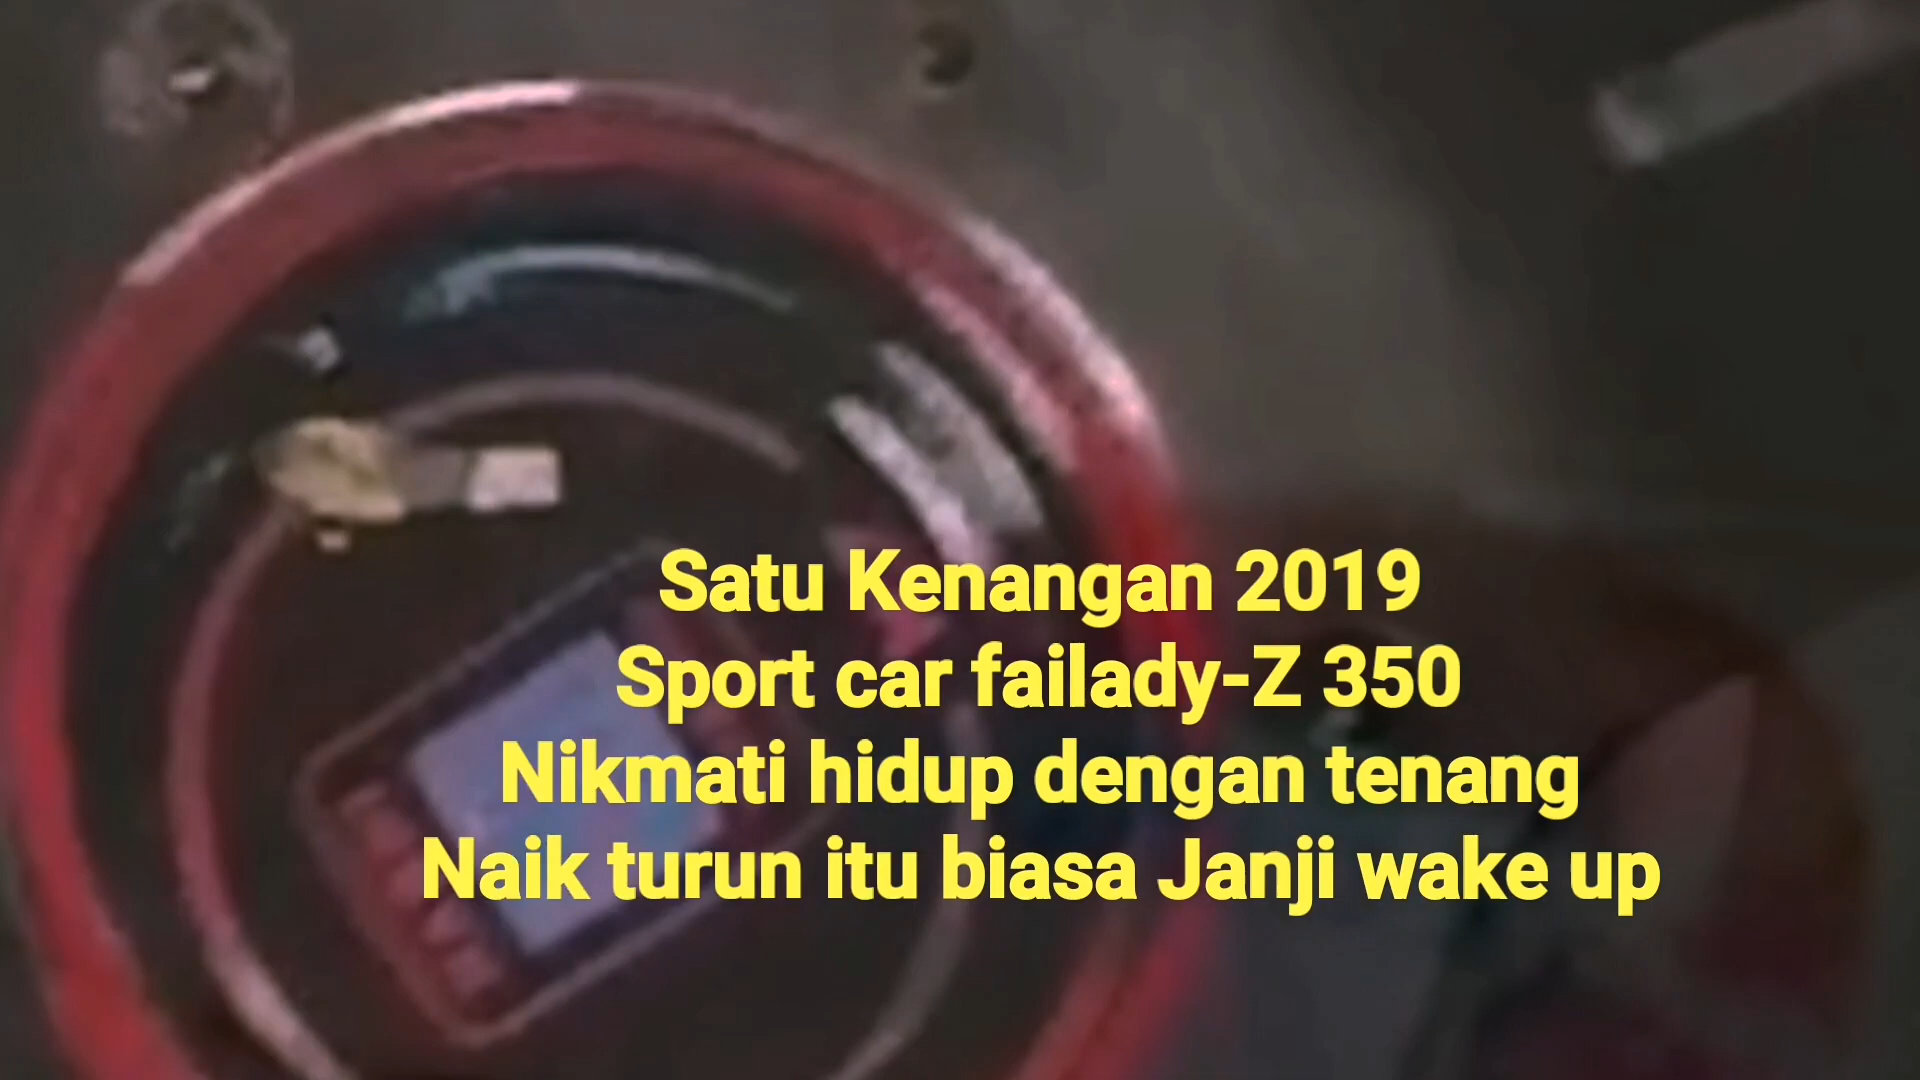 Satu Kenangan 2019
Sport car failady-Z 350
Nikmati hidup dengan tenang
Naik turun itu biasa Janji wake up